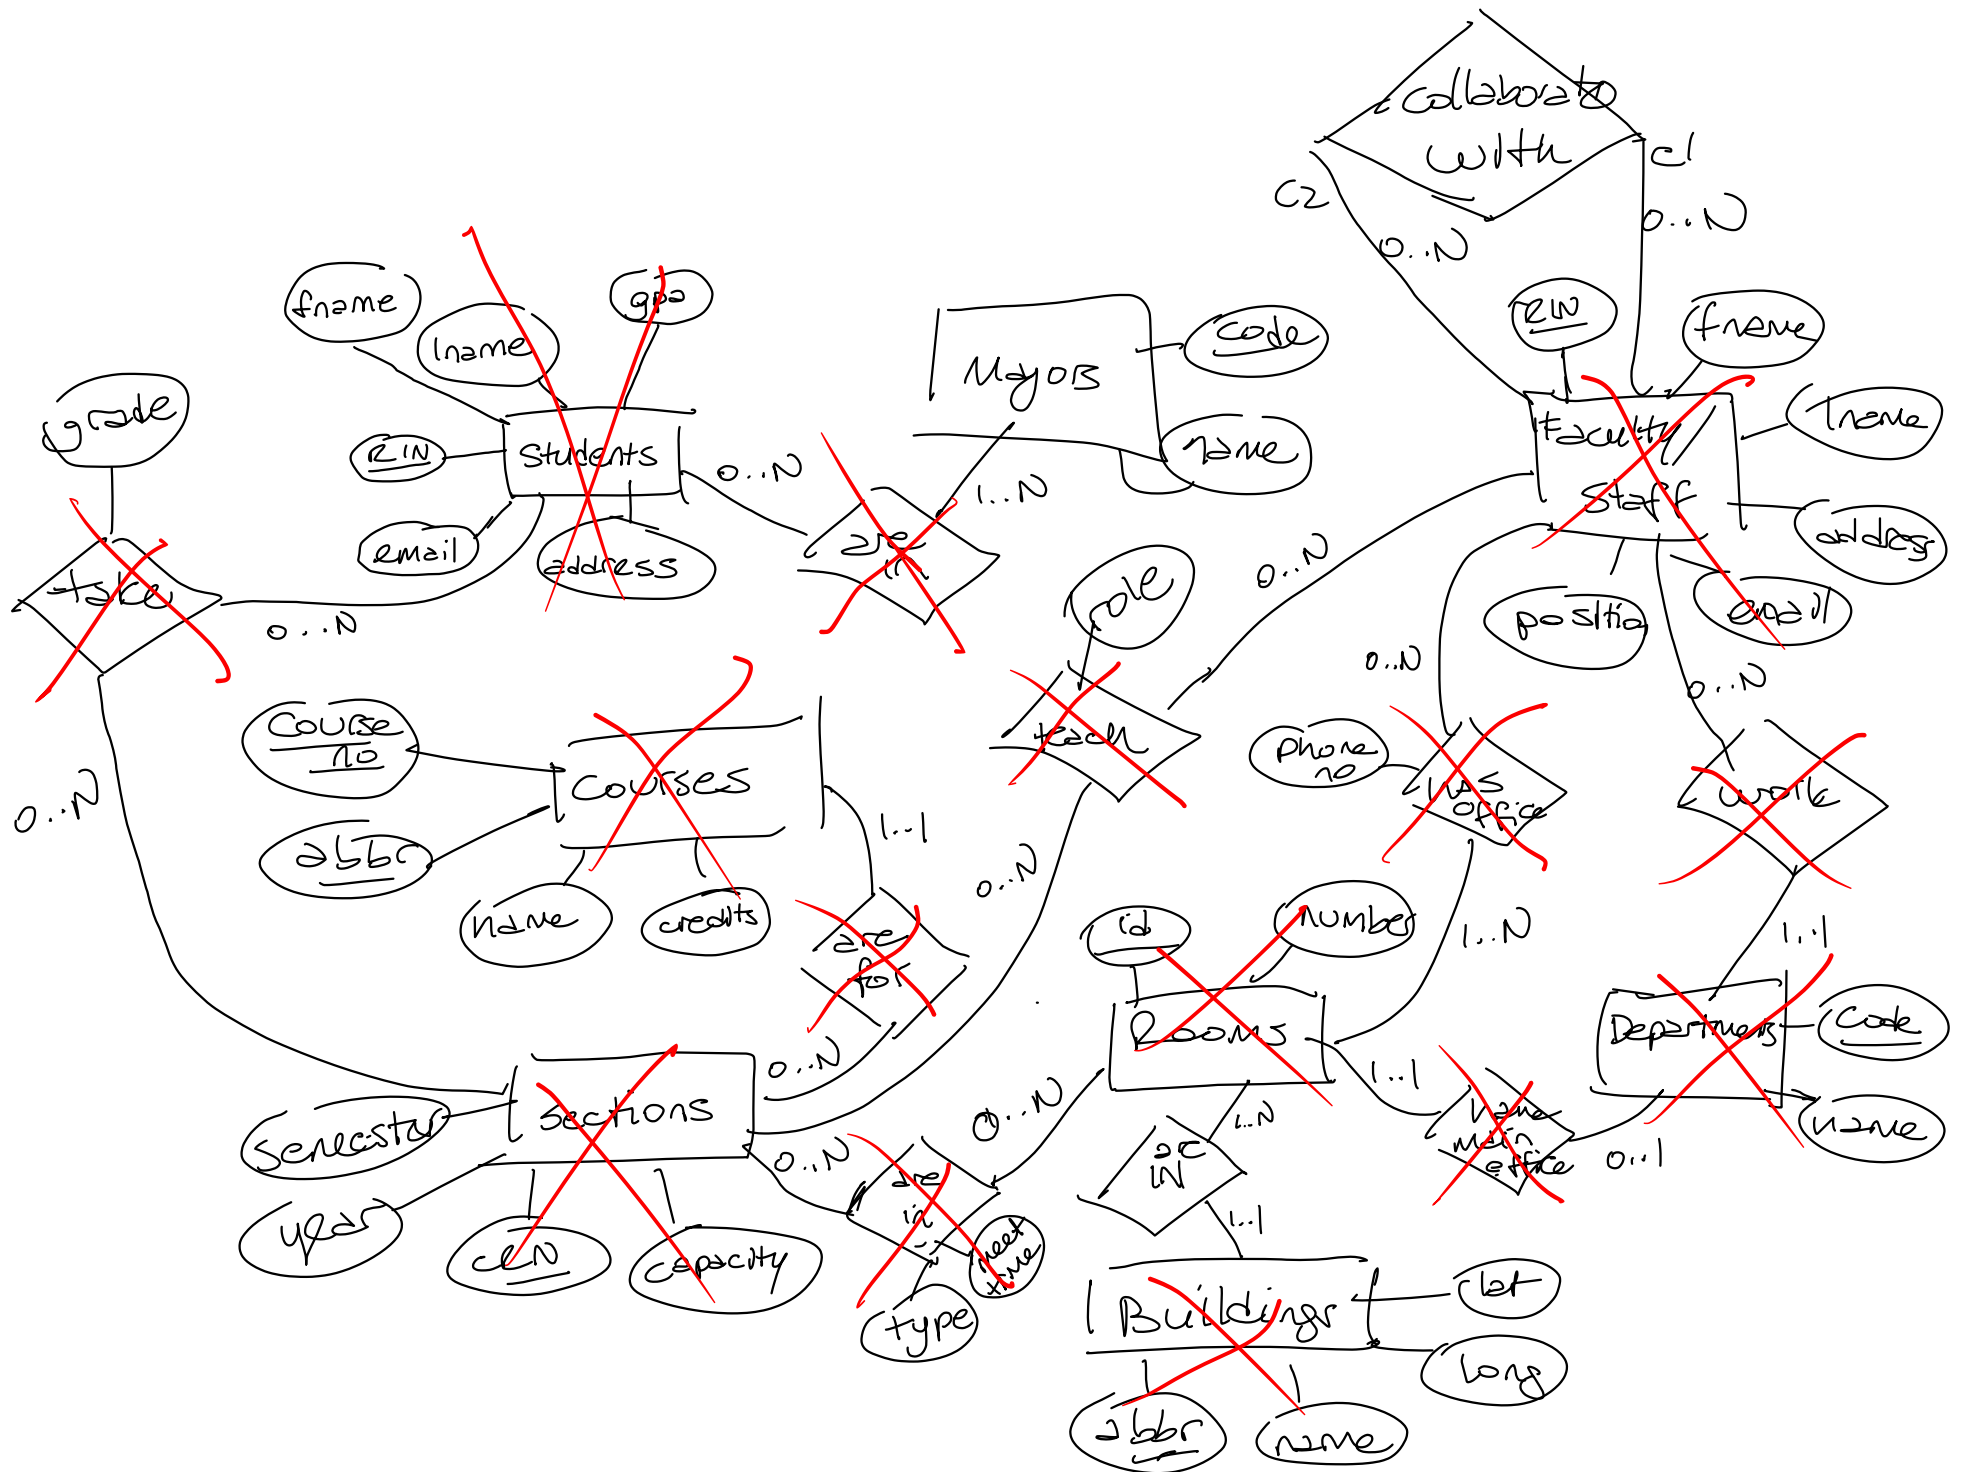 collaborate
with
C2
c1
0..N
0..N
fname
lname
gpa
RIN
Students
email
address
0..N
Majors
code
name
1..N
are
in
RIN
fname
Faculty/
Staff
lname
address
email
positio
grade
take
0..N
0..N
Course
no
abbr
Courses
name
credits
1..1
are
for
0..N
role
teach
0..N
0..N
0..N
phone
no
has
office
1..N
0..N
work
1..1
Departments
code
name
id
number
Rooms
1..1
have
main
office
0..1
Semester
year
Sections
CRN
capacity
0..N
are
in
0..N
type
meet
time
1..N
are
IN
1..1
Buildings
lat
long
abbr
name